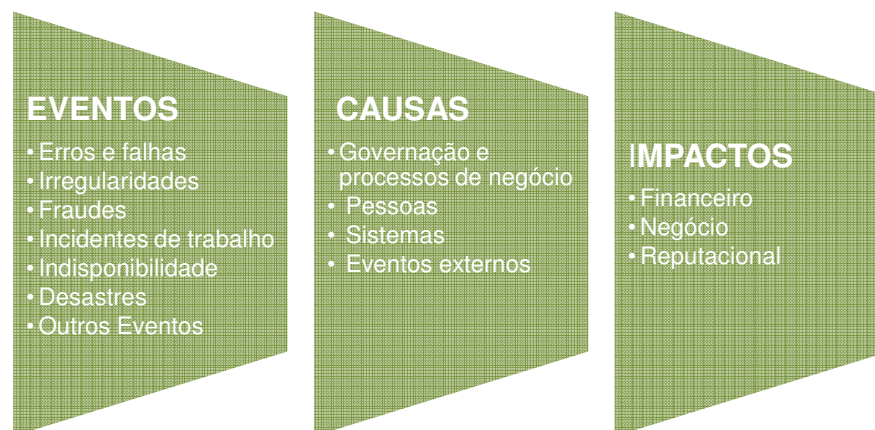 EVENTOS
• Erros e falhas
• Irregularidades
• Fraudes
• Incidentes de trabalho
• Indisponibilidade
• Desastres
• Outros Eventos
CAUSAS
• Governação e
processos de negócio
• Pessoas
• Sistemas
• Eventos externos
IMPACTOS
• Financeiro
• Negócio
• Reputacional